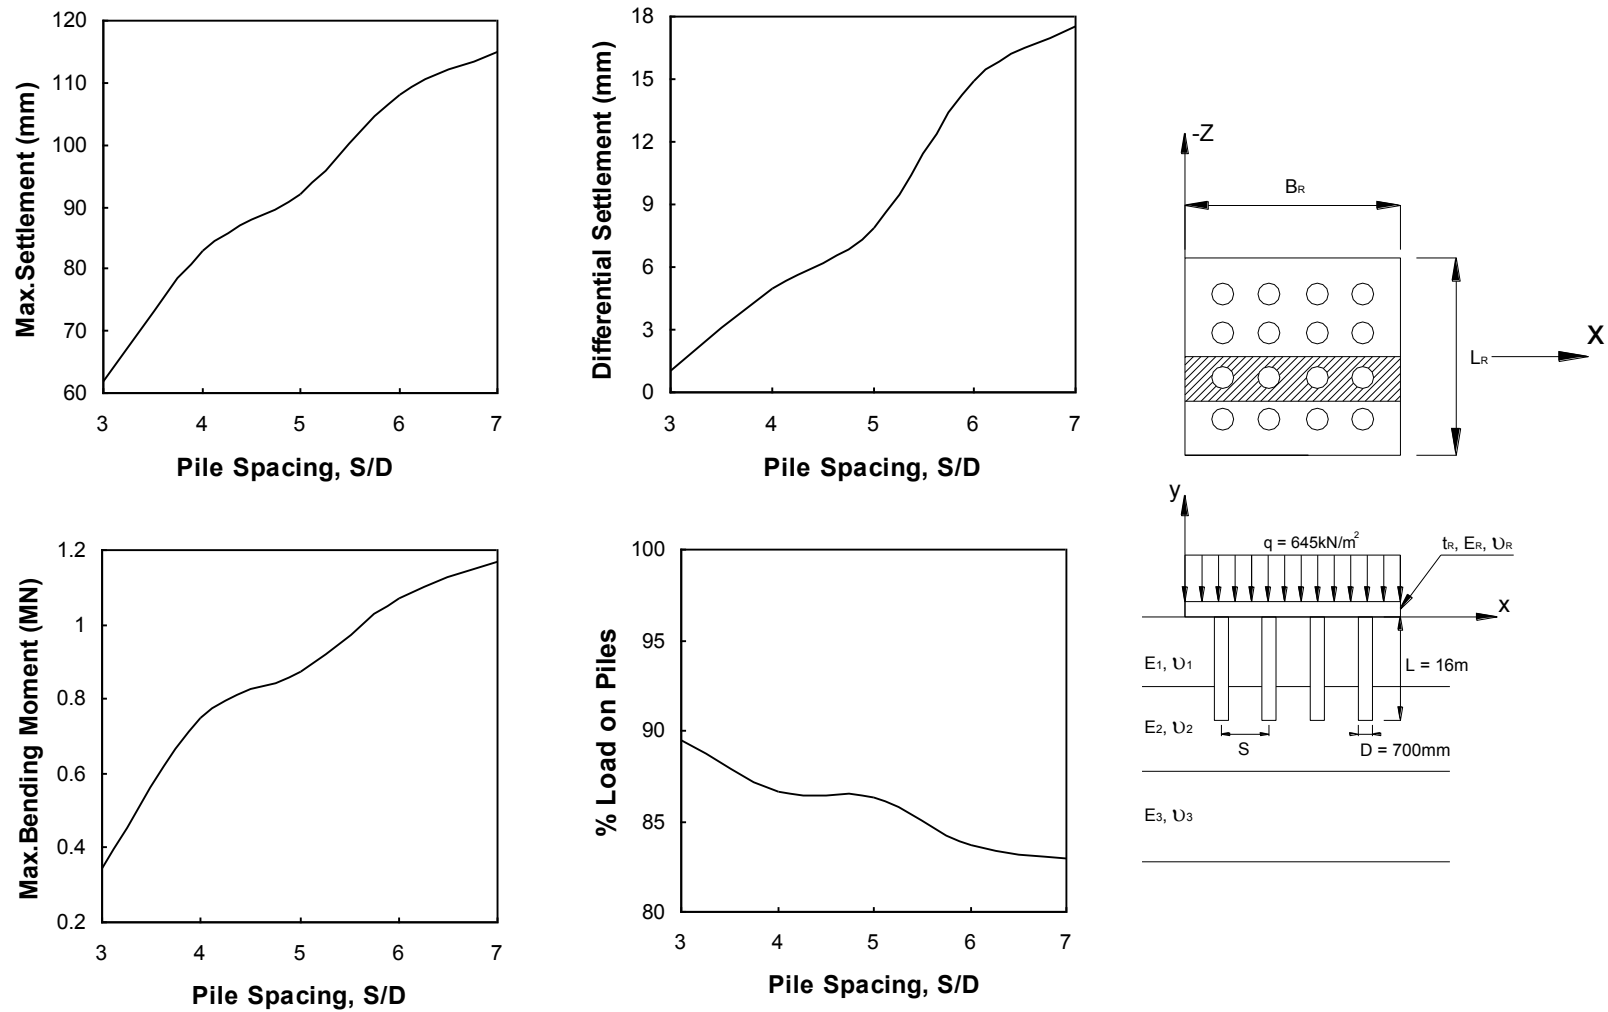 120
110
100
90
80
70
60
Max.Settlement (mm)
3 4 5 6 7
Pile Spacing, S/D
18
15
12
9
6
3
0
Differential Settlement (mm)
3 4 5 6 7
Pile Spacing, S/D
-Z
BR
LR
X
1.2
1
0.8
0.6
0.4
0.2
Max.Bending Moment (MN)
3 4 5 6 7
Pile Spacing, S/D
100
95
90
85
80
% Load on Piles
3 4 5 6 7
Pile Spacing, S/D
y
q = 645kN/m²
tR, ER, υR
x
E1, υ1
L = 16m
E2, υ2
S
D = 700mm
E3, υ3